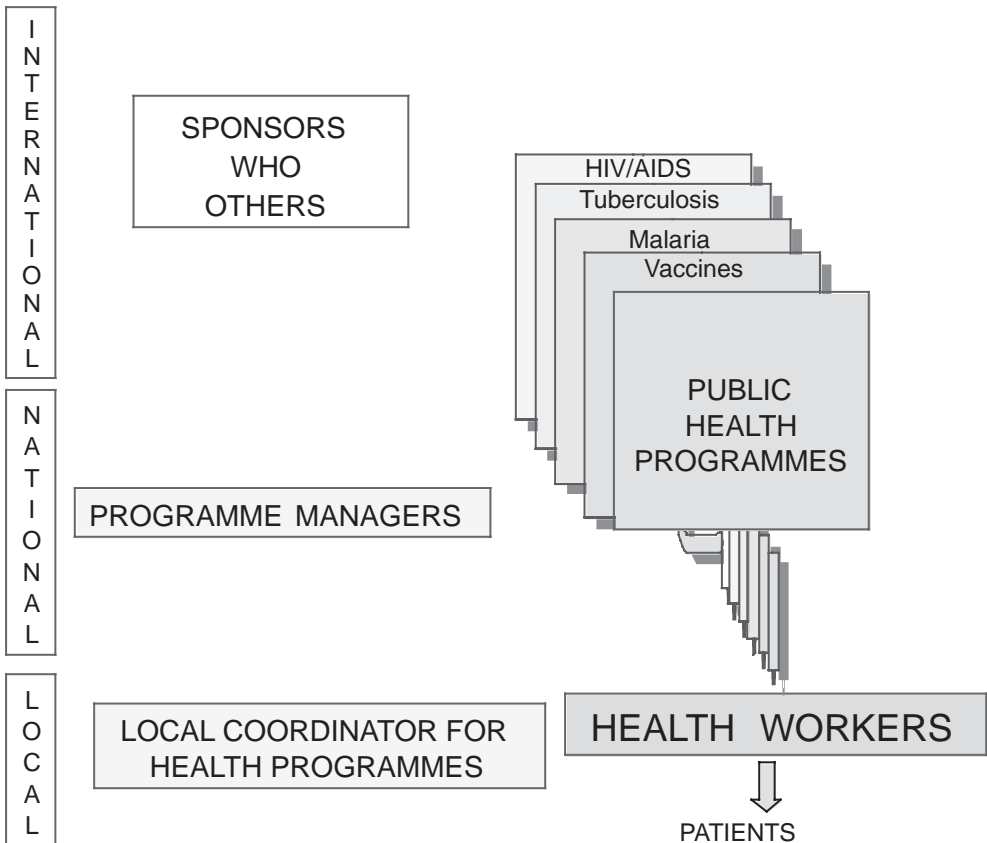 INTERNATIONAL
SPONSORS
WHO
OTHERS
HIV/AIDS
Tuberculosis
Malaria
Vaccines
PUBLIC
HEALTH
PROGRAMMES
NATIONAL
PROGRAMME MANAGERS
LOCAL
LOCAL COORDINATOR FOR
HEALTH PROGRAMMES
HEALTH WORKERS
PATIENTS